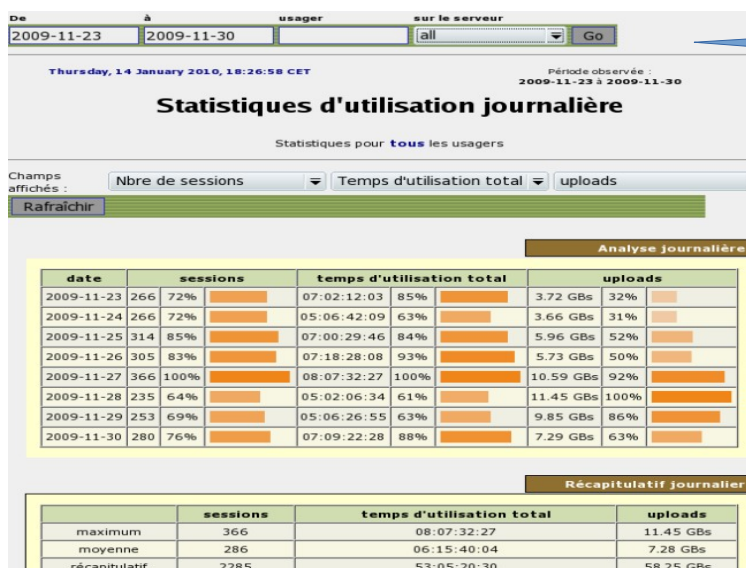 De à usager sur le serveur
2009-11-23 2009-11-30 all Go
Thursday, 14 January 2010, 18:26:58 CET
Période observée :
2009-11-23 à 2009-11-30
Statistiques d'utilisation journalière
Statistiques pour tous les usagers
Champs affichés : Nbre de sessions Temps d'utilisation total uploads
Rafraîchir
Analyse journalière
date sessions temps d'utilisation total uploads
2009-11-23 266 72% 07:02:12:03 85% 3.72 GBs 32%
2009-11-24 266 72% 05:06:42:09 63% 3.66 GBs 31%
2009-11-25 314 85% 07:00:29:46 84% 5.96 GBs 52%
2009-11-26 305 83% 07:18:28:08 93% 5.73 GBs 50%
2009-11-27 366 100% 08:07:32:27 100% 10.59 GBs 92%
2009-11-28 235 64% 05:02:06:34 61% 11.45 GBs 100%
2009-11-29 253 69% 05:06:26:55 63% 9.85 GBs 86%
2009-11-30 280 76% 07:09:22:28 88% 7.29 GBs 63%
Récapitulatif journalier
sessions temps d'utilisation total uploads
maximum 366 08:07:32:27 11.45 GBs
moyenne 286 06:15:40:04 7.28 GBs
récapitulatif 2285 53:05:20:30 58.25 GBs